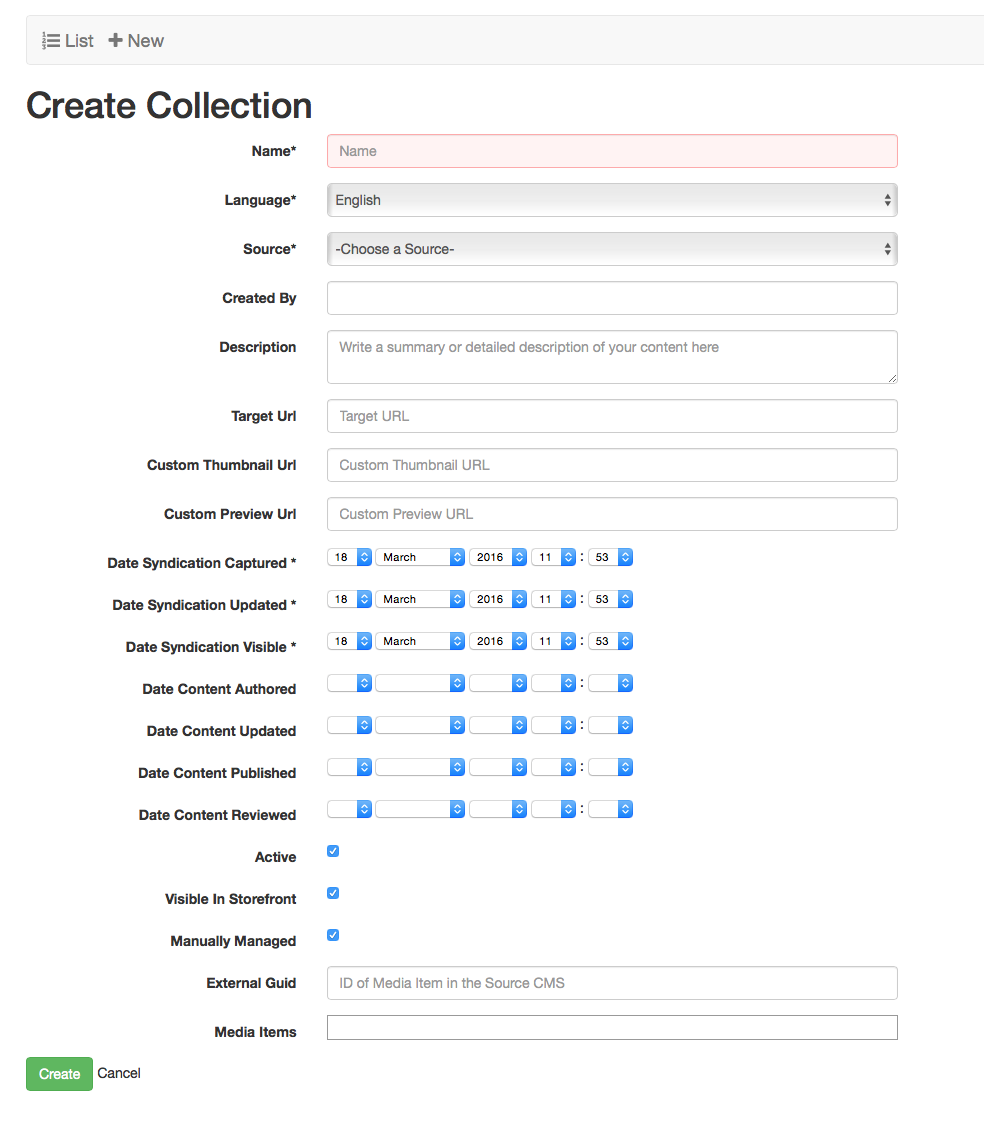 List New
Create Collection
Name* Name
Language* English
Source* -Choose a Source-
Created By
Description Write a summary or detailed description of your content here
Target Url Target URL
Custom Thumbnail Url Custom Thumbnail URL
Custom Preview Url Custom Preview URL
Date Syndication Captured * 18 March 2016 11 : 53
Date Syndication Updated * 18 March 2016 11 : 53
Date Syndication Visible * 18 March 2016 11 : 53
Date Content Authored :
Date Content Updated :
Date Content Published :
Date Content Reviewed :
Active
Visible In Storefront
Manually Managed
External Guid ID of Media Item in the Source CMS
Media Items
Create Cancel